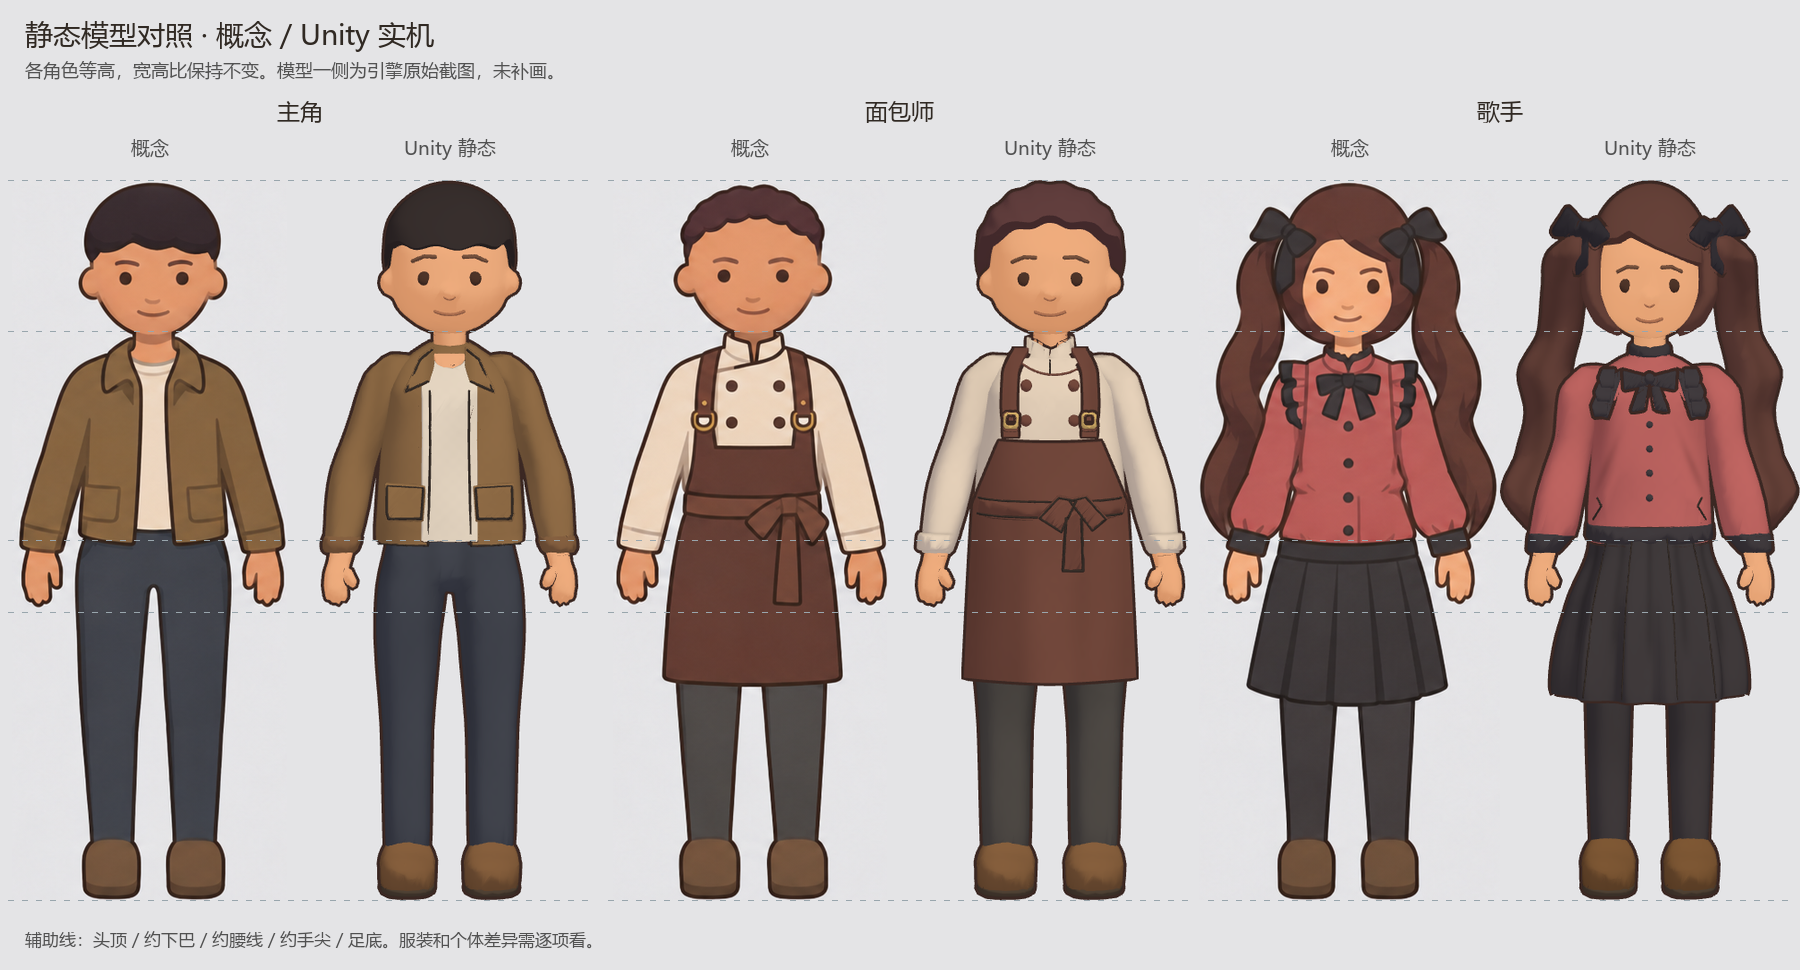 静态模型对照 · 概念 / Unity 实机
各角色等高，宽高比保持不变。模型一侧为引擎原始截图，未补画。
主角
面包师
歌手
概念
Unity 静态
概念
Unity 静态
概念
Unity 静态
辅助线：头顶 / 约下巴 / 约腰线 / 约手尖 / 足底。服装和个体差异需逐项看。